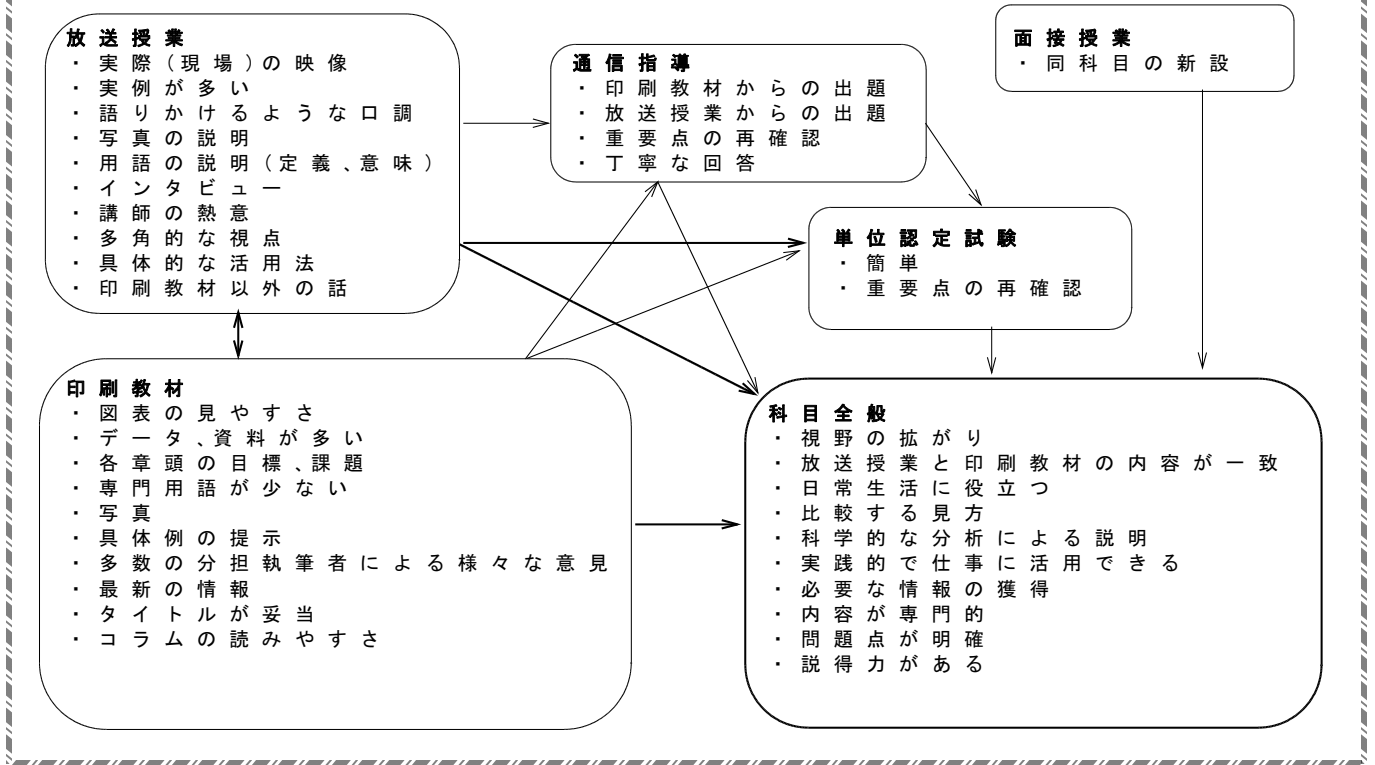 放送授業
・実際(現場)の映像
・実例が多い
・語りかけるような口調
・写真の説明
・用語の説明(定義、意味)
・インタビュー
・講師の熱意
・多角的な視点
・具体的な活用法
・印刷教材以外の話
通信指導
・印刷教材からの出題
・放送授業からの出題
・重要点の再確認
・丁寧な回答
面接授業
・同科目の新設
単位認定試験
・簡単
・重要点の再確認
印刷教材
・図表の見やすさ
・データ、資料が多い
・各章頭の目標、課題
・専門用語が少ない
・写真
・具体例の提示
・多数の分担執筆者による様々な意見
・最新の情報
・タイトルが妥当
・コラムの読みやすさ
科目全般
・視野の拡がり
・放送授業と印刷教材の内容が一致
・日常生活に役立つ
・比較する見方
・科学的な分析による説明
・実践的で仕事に活用できる
・必要な情報の獲得
・内容が専門的
・問題点が明確
・説得力がある